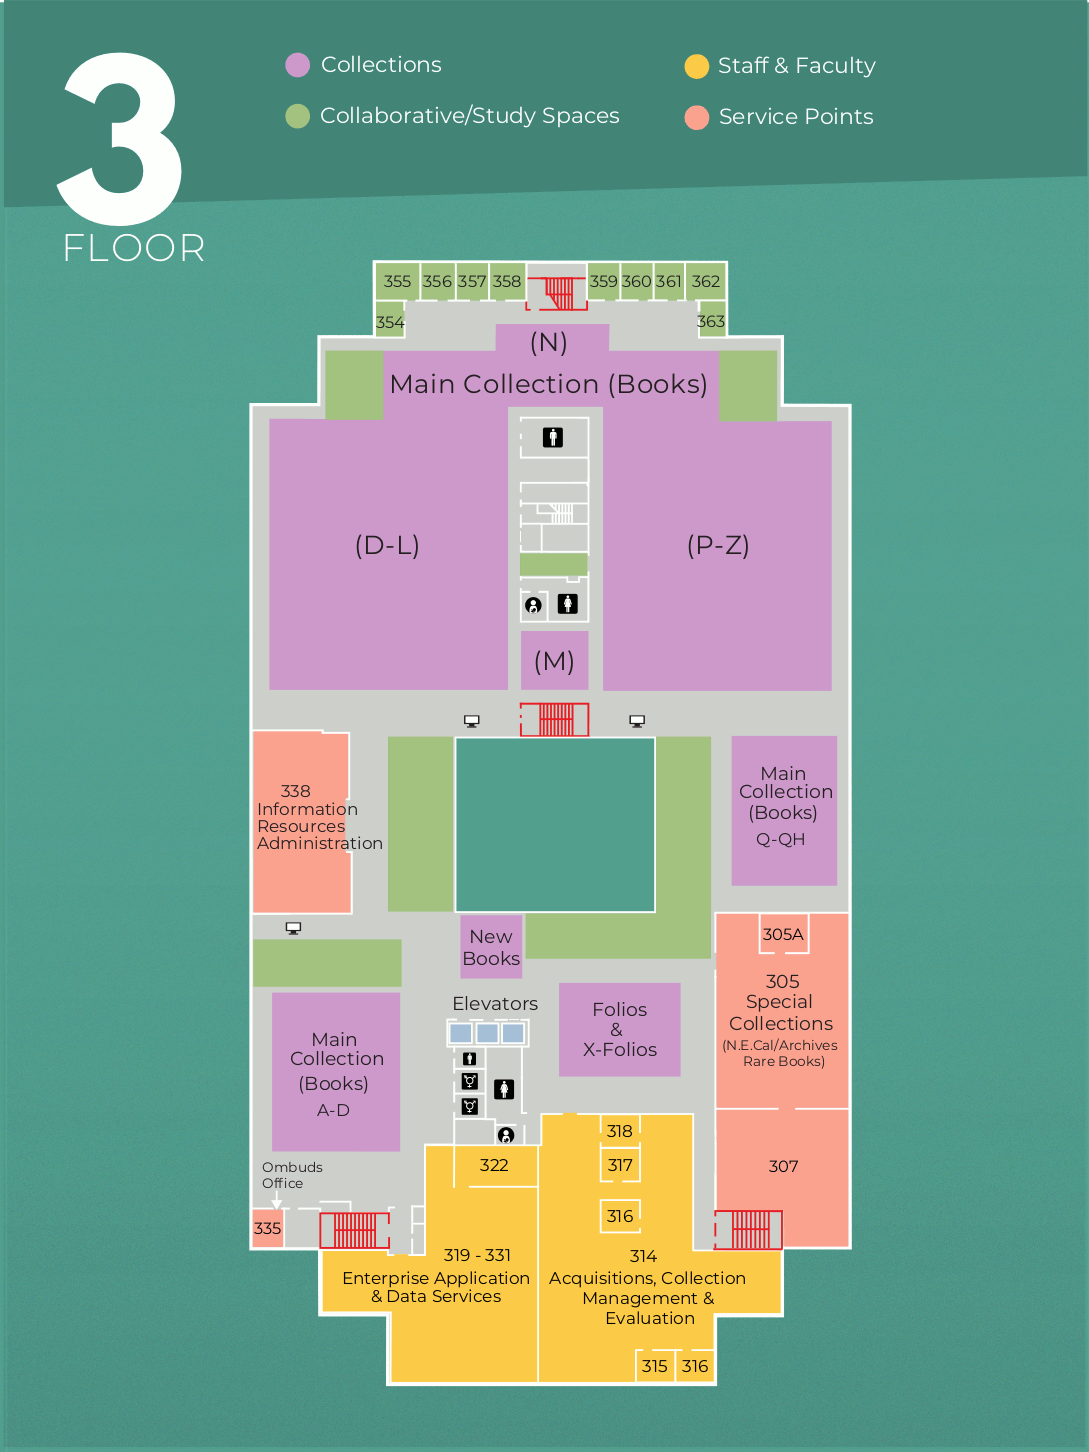 3
FLOOR
Collections
Collaborative/Study Spaces
Staff & Faculty
Service Points
355 356 357 358 359 360 361 362
354 363
(N)
Main Collection (Books)
(D-L)
(P-Z)
(M)
338
Information
Resources
Administration
Main
Collection
(Books)
Q-QH
New
Books
305A
305
Special
Collections
(N.E.Cal/Archives
Rare Books)
Elevators
Folios
&
X-Folios
Main
Collection
(Books)
A-D
318
317
316
322
307
Ombuds
Office
335
319 - 331
Enterprise Application
& Data Services
314
Acquisitions, Collection
Management &
Evaluation
315 316